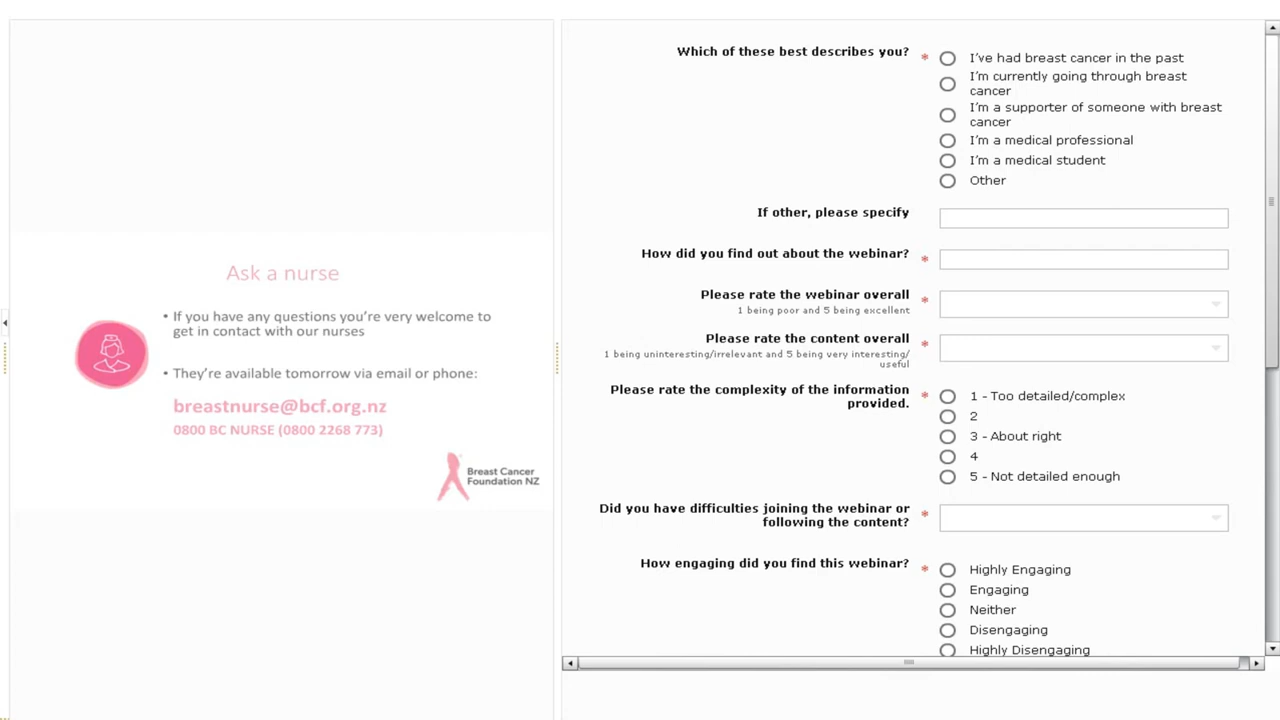 Ask a nurse
• If you have any questions you're very welcome to
get in contact with our nurses
• They're available tomorrow via email or phone:
breastnurse@bcf.org.nz
0800 BC NURSE (0800 2268 773)
Breast Cancer
Foundation NZ
Which of these best describes you? *
I've had breast cancer in the past
I'm currently going through breast
cancer
I'm a supporter of someone with breast
cancer
I'm a medical professional
I'm a medical student
Other
If other, please specify
How did you find out about the webinar? *
Please rate the webinar overall *
1 being poor and 5 being excellent
Please rate the content overall *
1 being uninteresting/irrelevant and 5 being very interesting/
useful
Please rate the complexity of the information
provided. *
1 - Too detailed/complex
2
3 - About right
4
5 - Not detailed enough
Did you have difficulties joining the webinar or
following the content? *
How engaging did you find this webinar? *
Highly Engaging
Engaging
Neither
Disengaging
Highly Disengaging